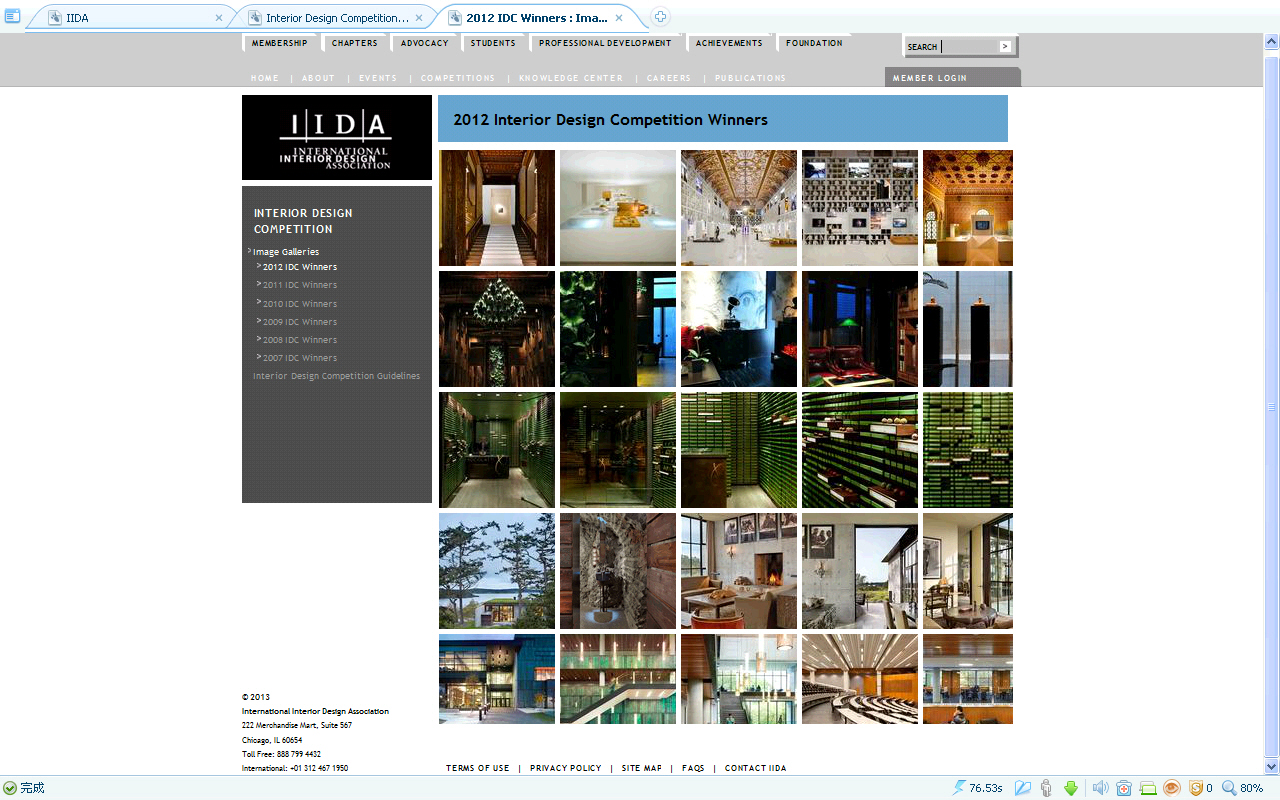 IIDA
Interior Design Competition...
2012 IDC Winners : Ima...
MEMBERSHIP
CHAPTERS
ADVOCACY
STUDENTS
PROFESSIONAL DEVELOPMENT
ACHIEVEMENTS
FOUNDATION
SEARCH
>
HOME | ABOUT | EVENTS | COMPETITIONS | KNOWLEDGE CENTER | CAREERS | PUBLICATIONS
MEMBER LOGIN
IIDA
INTERNATIONAL
INTERIOR DESIGN
ASSOCIATION
2012 Interior Design Competition Winners
INTERIOR DESIGN
COMPETITION
> Image Galleries
> 2012 IDC Winners
> 2011 IDC Winners
> 2010 IDC Winners
> 2009 IDC Winners
> 2008 IDC Winners
> 2007 IDC Winners
Interior Design Competition Guidelines
© 2013
International Interior Design Association
222 Merchandise Mart, Suite 567
Chicago, IL 60654
Toll Free: 888 799 4432
International: +01 312 467 1950
TERMS OF USE | PRIVACY POLICY | SITE MAP | FAQS | CONTACT IIDA
完成
76.53s
0
80%